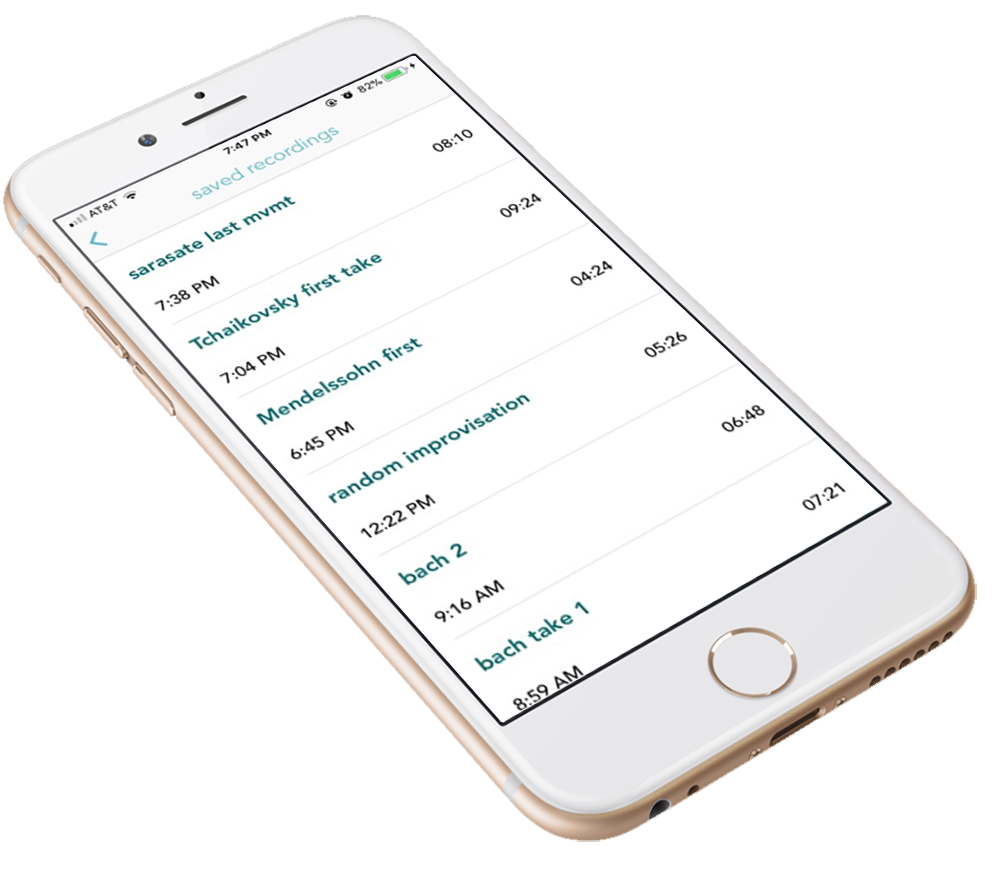 AT&T 7:47 PM 82%
saved recordings
sarasate last mvmt 08:10
7:38 PM
Tchaikovsky first take 09:24
7:04 PM
Mendelssohn first 04:24
6:45 PM
random improvisation 05:26
12:22 PM
bach 2 06:48
9:16 AM
bach take 1 07:21
8:59 AM